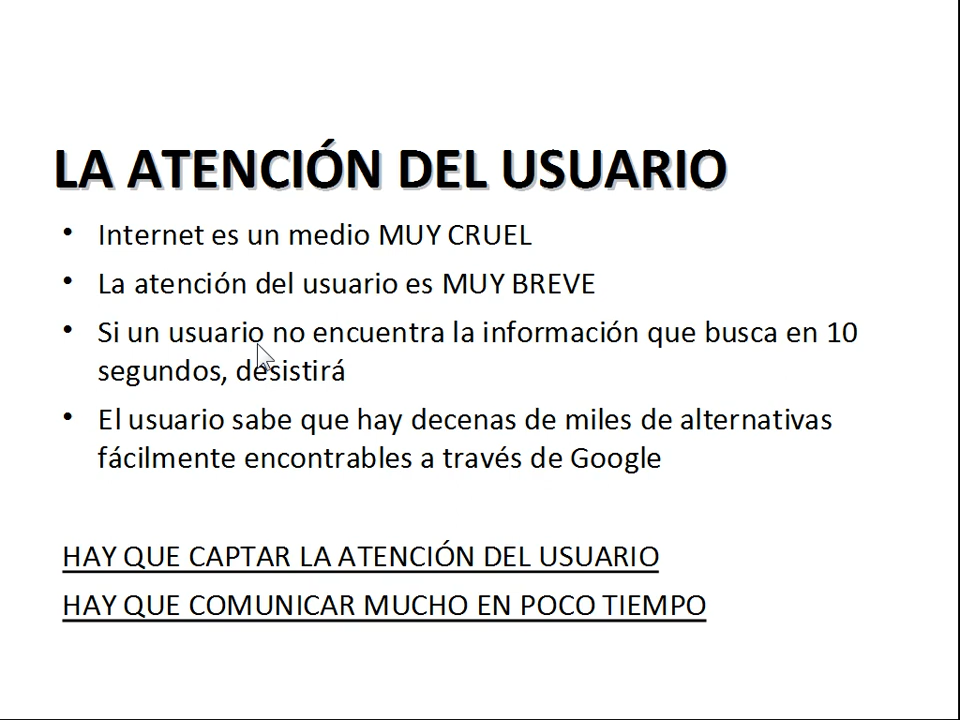 LA ATENCIÓN DEL USUARIO
• Internet es un medio MUY CRUEL
• La atención del usuario es MUY BREVE
• Si un usuario no encuentra la información que busca en 10
segundos, desistirá
• El usuario sabe que hay decenas de miles de alternativas
fácilmente encontrables a través de Google
HAY QUE CAPTAR LA ATENCIÓN DEL USUARIO
HAY QUE COMUNICAR MUCHO EN POCO TIEMPO